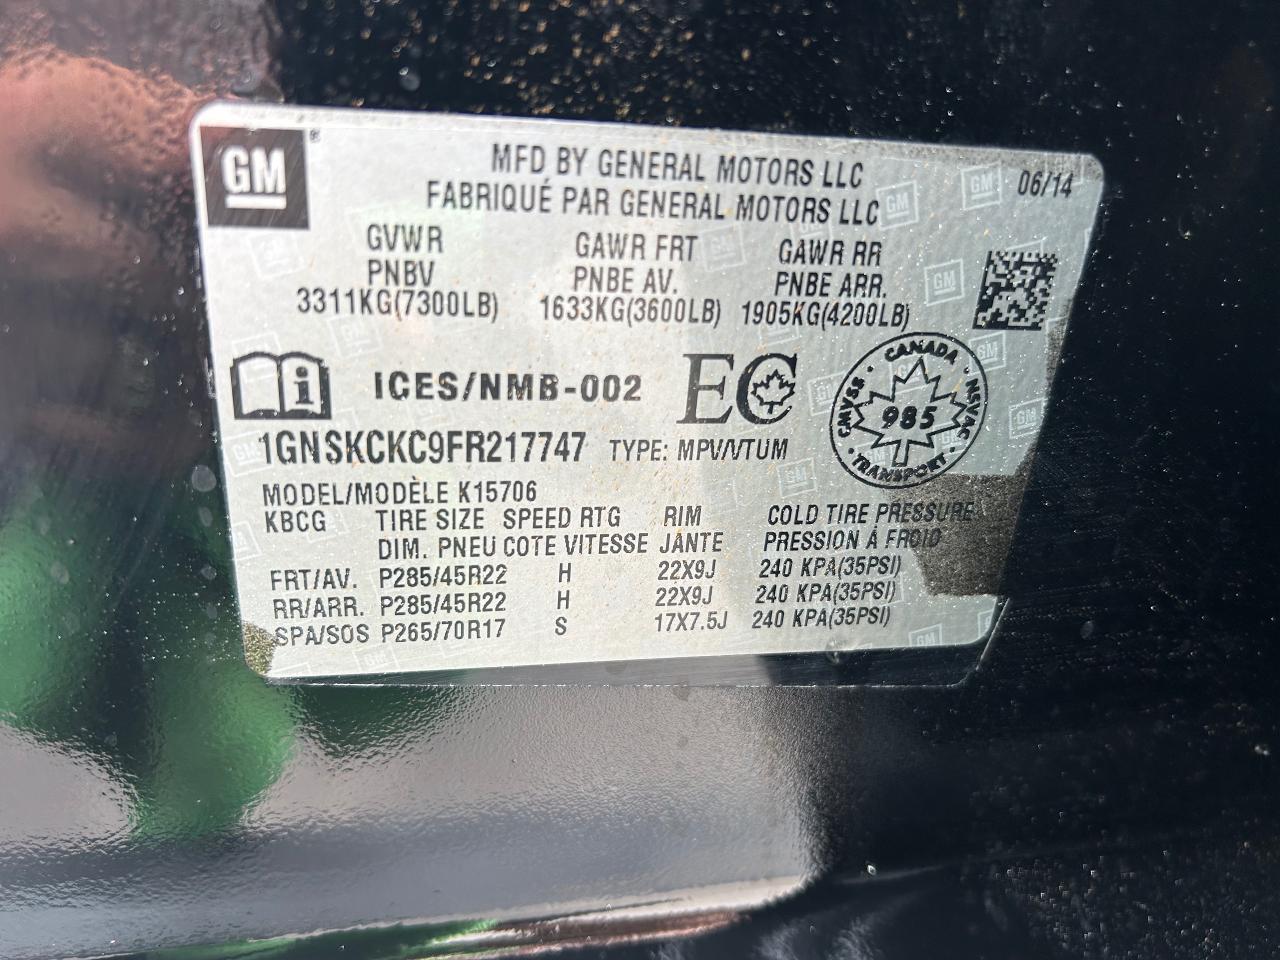 GM ®
MFD BY GENERAL MOTORS LLC
FABRIQUÉ PAR GENERAL MOTORS LLC
06/14
GVWR GAWR FRT GAWR RR
PNBV PNBE AV. PNBE ARR.
3311KG(7300LB) 1633KG(3600LB) 1905KG(4200LB)
ICES/NMB-002 EC
CANADA
CMVSS 985 NSVAC
TRANSPORT
1GNSKCKC9FR217747 TYPE: MPV/VTUM
MODEL/MODÈLE K15706
KBCG TIRE SIZE SPEED RTG RIM COLD TIRE PRESSURE
DIM. PNEU COTE VITESSE JANTE PRESSION À FROID
FRT/AV. P285/45R22 H 22X9J 240 KPA(35PSI)
RR/ARR. P285/45R22 H 22X9J 240 KPA(35PSI)
SPA/SOS P265/70R17 S 17X7.5J 240 KPA(35PSI)